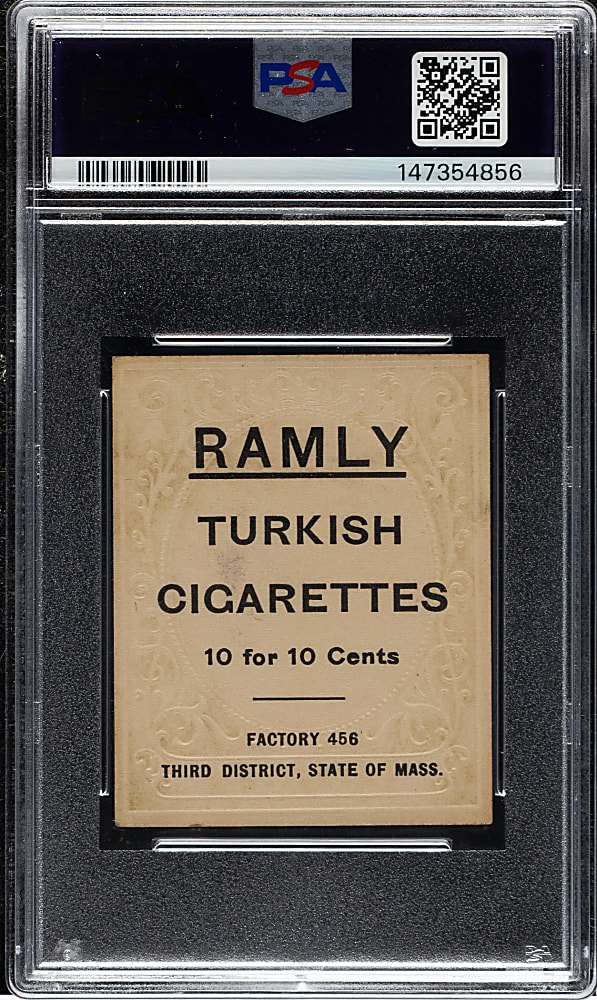 PSA
147354856
RAMLY
TURKISH
CIGARETTES
10 for 10 Cents
FACTORY 456
THIRD DISTRICT, STATE OF MASS.